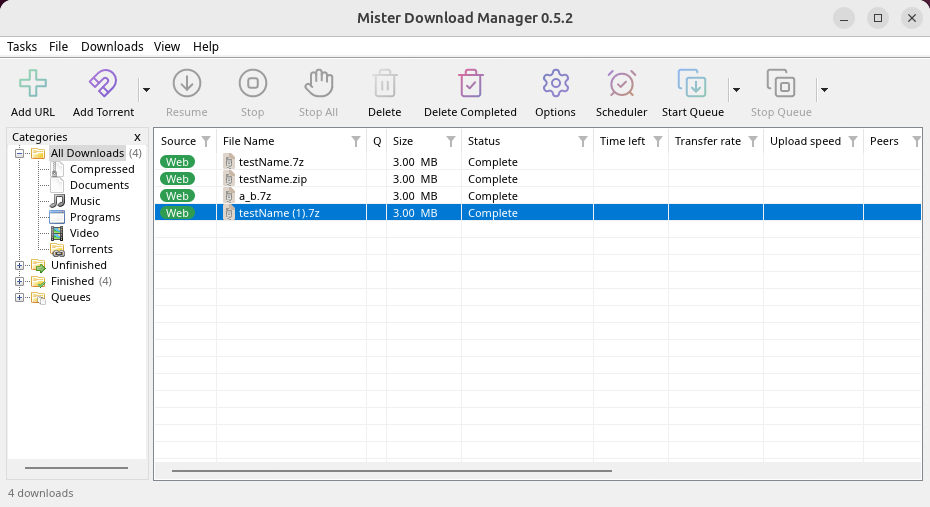 Mister Download Manager 0.5.2
Tasks File Downloads View Help
Add URL Add Torrent Resume Stop Stop All Delete Delete Completed Options Scheduler Start Queue Stop Queue
Categories X
All Downloads (4)
Compressed
Documents
Music
Programs
Video
Torrents
Unfinished
Finished (4)
Queues
Source File Name Q Size Status Time left Transfer rate Upload speed Peers
Web testName.7z 3.00 MB Complete
Web testName.zip 3.00 MB Complete
Web a_b.7z 3.00 MB Complete
Web testName (1).7z 3.00 MB Complete
4 downloads